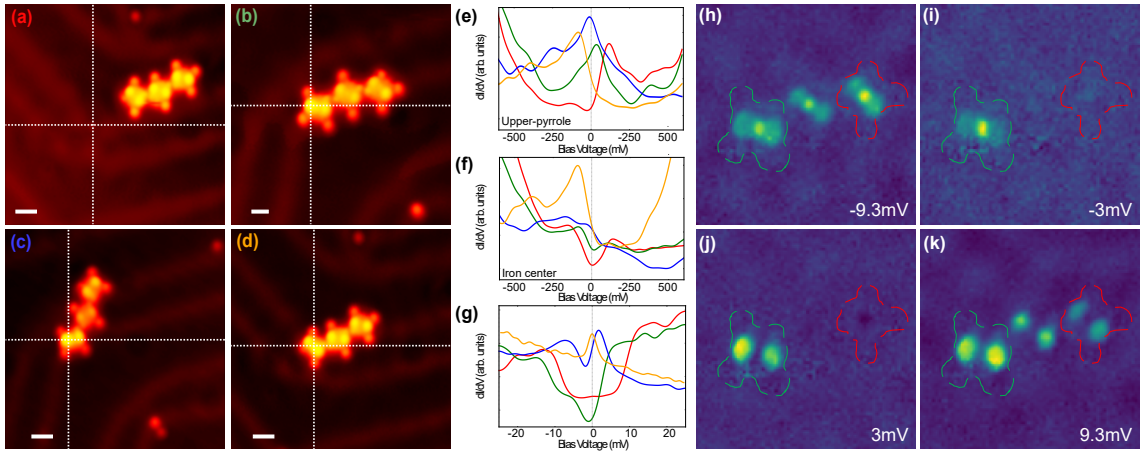 (a)
(b)
(c)
(d)
(e)
dI/dV (arb. units)
Upper-pyrrole
-500 -250 0 -250 500
Bias Voltage (mV)
(f)
dI/dV (arb. units)
Iron center
-500 -250 0 -250 500
Bias Voltage (mV)
(g)
dI/dV (arb. units)
-20 -10 0 10 20
Bias Voltage (mV)
(h)
-9.3mV
(i)
-3mV
(j)
3mV
(k)
9.3mV